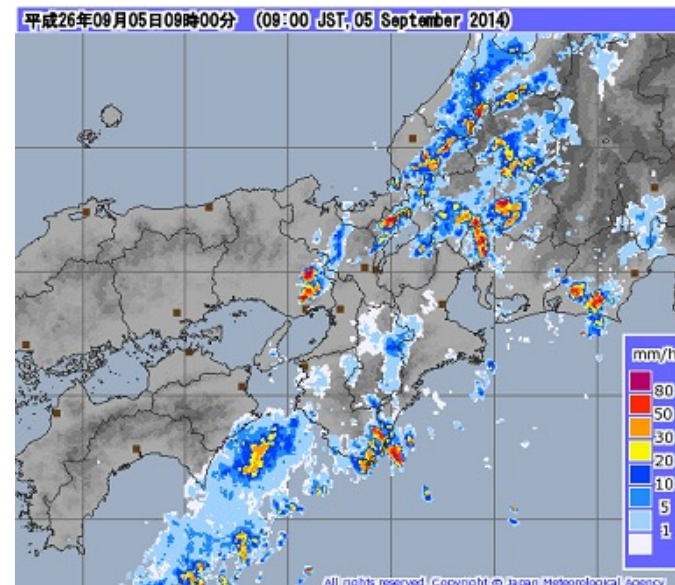 平成26年09月05日09時00分 (09:00 JST,05 September 2014)
mm/h
80
50
30
20
10
5
1
All rights reserved. Copyright © Japan Meteorological Agency